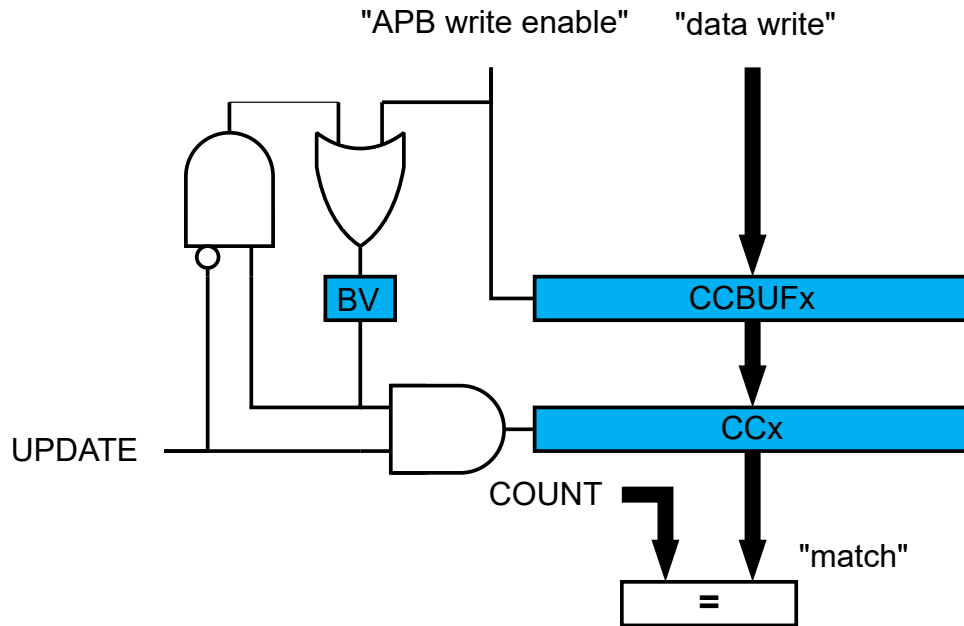 "APB write enable" "data write"
BV
CCBUFx
CCx
UPDATE
COUNT
"match"
=